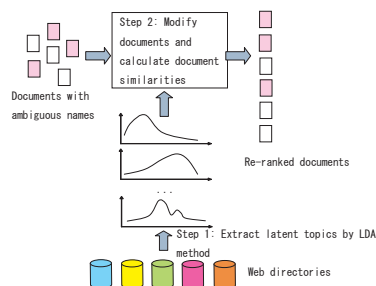 Step 2: Modify
documents and
calculate document
similarities
Documents with
ambiguous names
Re-ranked documents
...
Step 1: Extract latent topics by LDA
method
Web directories